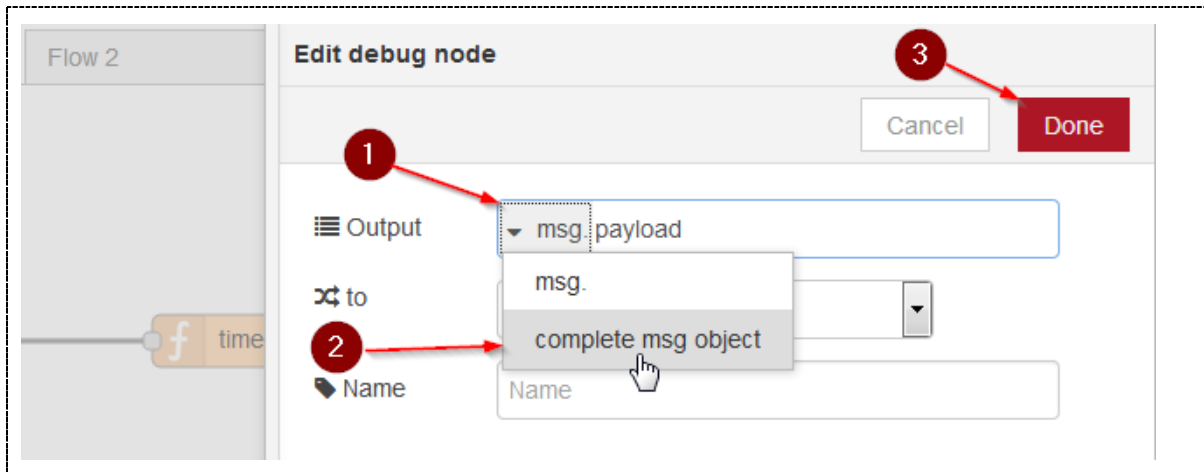 Flow 2
Edit debug node
3
Cancel
Done
1
Output
msg. payload
msg.
to
complete msg object
2
time
Name
Name